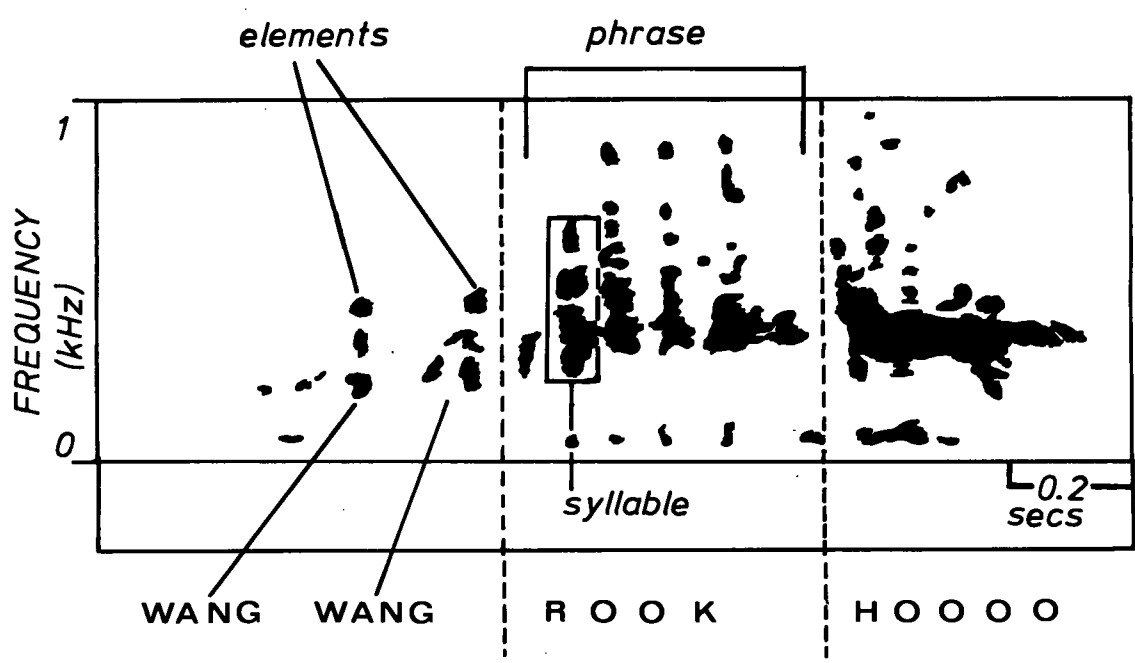 elements
phrase
1
FREQUENCY
(kHz)
0
syllable
0.2
secs
WANG WANG ROOK HOOOO